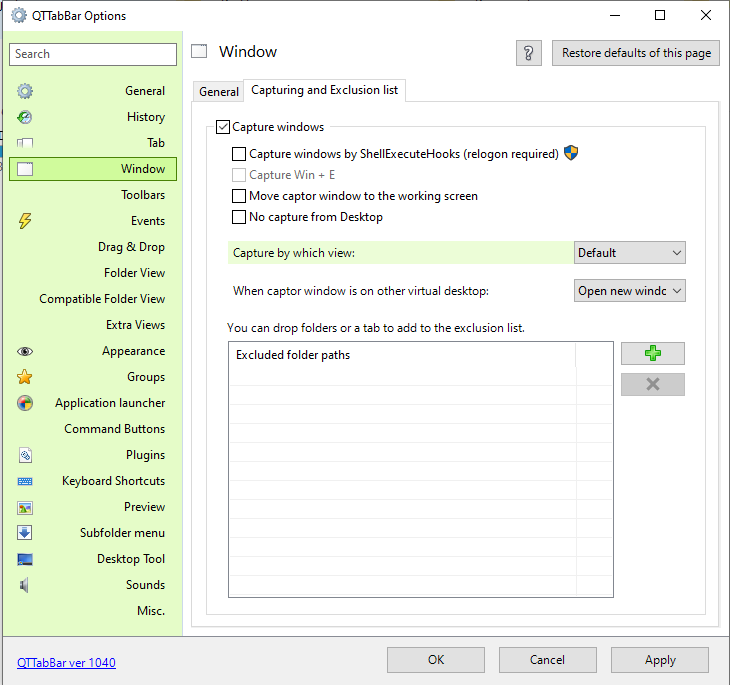 QTTabBar Options
Search
General
History
Tab
Window
Toolbars
Events
Drag & Drop
Folder View
Compatible Folder View
Extra Views
Appearance
Groups
Application launcher
Command Buttons
Plugins
Keyboard Shortcuts
Preview
Subfolder menu
Desktop Tool
Sounds
Misc.
Window
?
Restore defaults of this page
General
Capturing and Exclusion list
Capture windows
Capture windows by ShellExecuteHooks (relogon required)
Capture Win + E
Move captor window to the working screen
No capture from Desktop
Capture by which view:
Default
When captor window is on other virtual desktop:
Open new windc
You can drop folders or a tab to add to the exclusion list.
Excluded folder paths
QTTabBar ver 1040
OK
Cancel
Apply